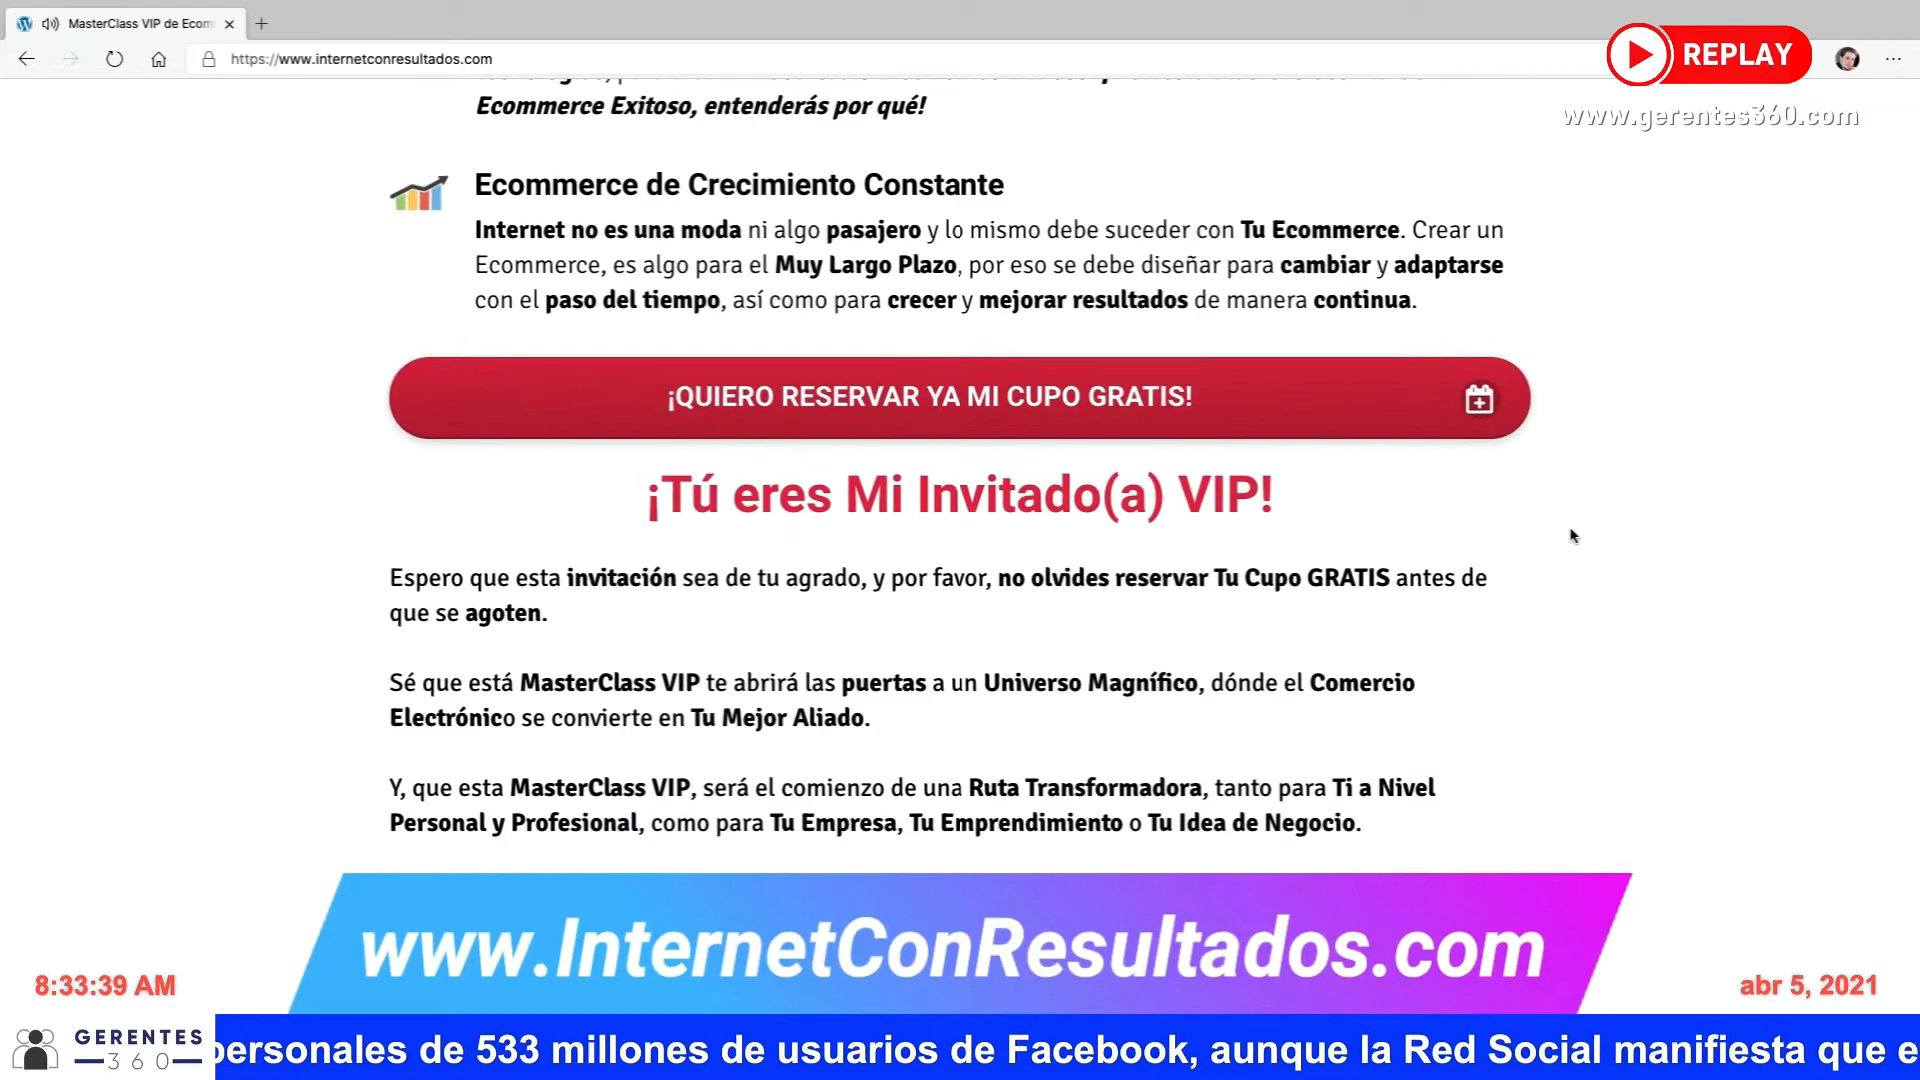 MasterClass VIP de Ecom
https://www.internetconresultados.com
REPLAY
www.gerentes360.com
Ecommerce Exitoso, entenderás por qué!
Ecommerce de Crecimiento Constante
Internet no es una moda ni algo pasajero y lo mismo debe suceder con Tu Ecommerce. Crear un
Ecommerce, es algo para el Muy Largo Plazo, por eso se debe diseñar para cambiar y adaptarse
con el paso del tiempo, así como para crecer y mejorar resultados de manera continua.
¡QUIERO RESERVAR YA MI CUPO GRATIS!
¡Tú eres Mi Invitado(a) VIP!
Espero que esta invitación sea de tu agrado, y por favor, no olvides reservar Tu Cupo GRATIS antes de
que se agoten.
Sé que está MasterClass VIP te abrirá las puertas a un Universo Magnífico, dónde el Comercio
Electrónico se convierte en Tu Mejor Aliado.
Y, que esta MasterClass VIP, será el comienzo de una Ruta Transformadora, tanto para Ti a Nivel
Personal y Profesional, como para Tu Empresa, Tu Emprendimiento o Tu Idea de Negocio.
www.InternetConResultados.com
8:33:39 AM
abr 5, 2021
GERENTES
360
personales de 533 millones de usuarios de Facebook, aunque la Red Social manifiesta que e